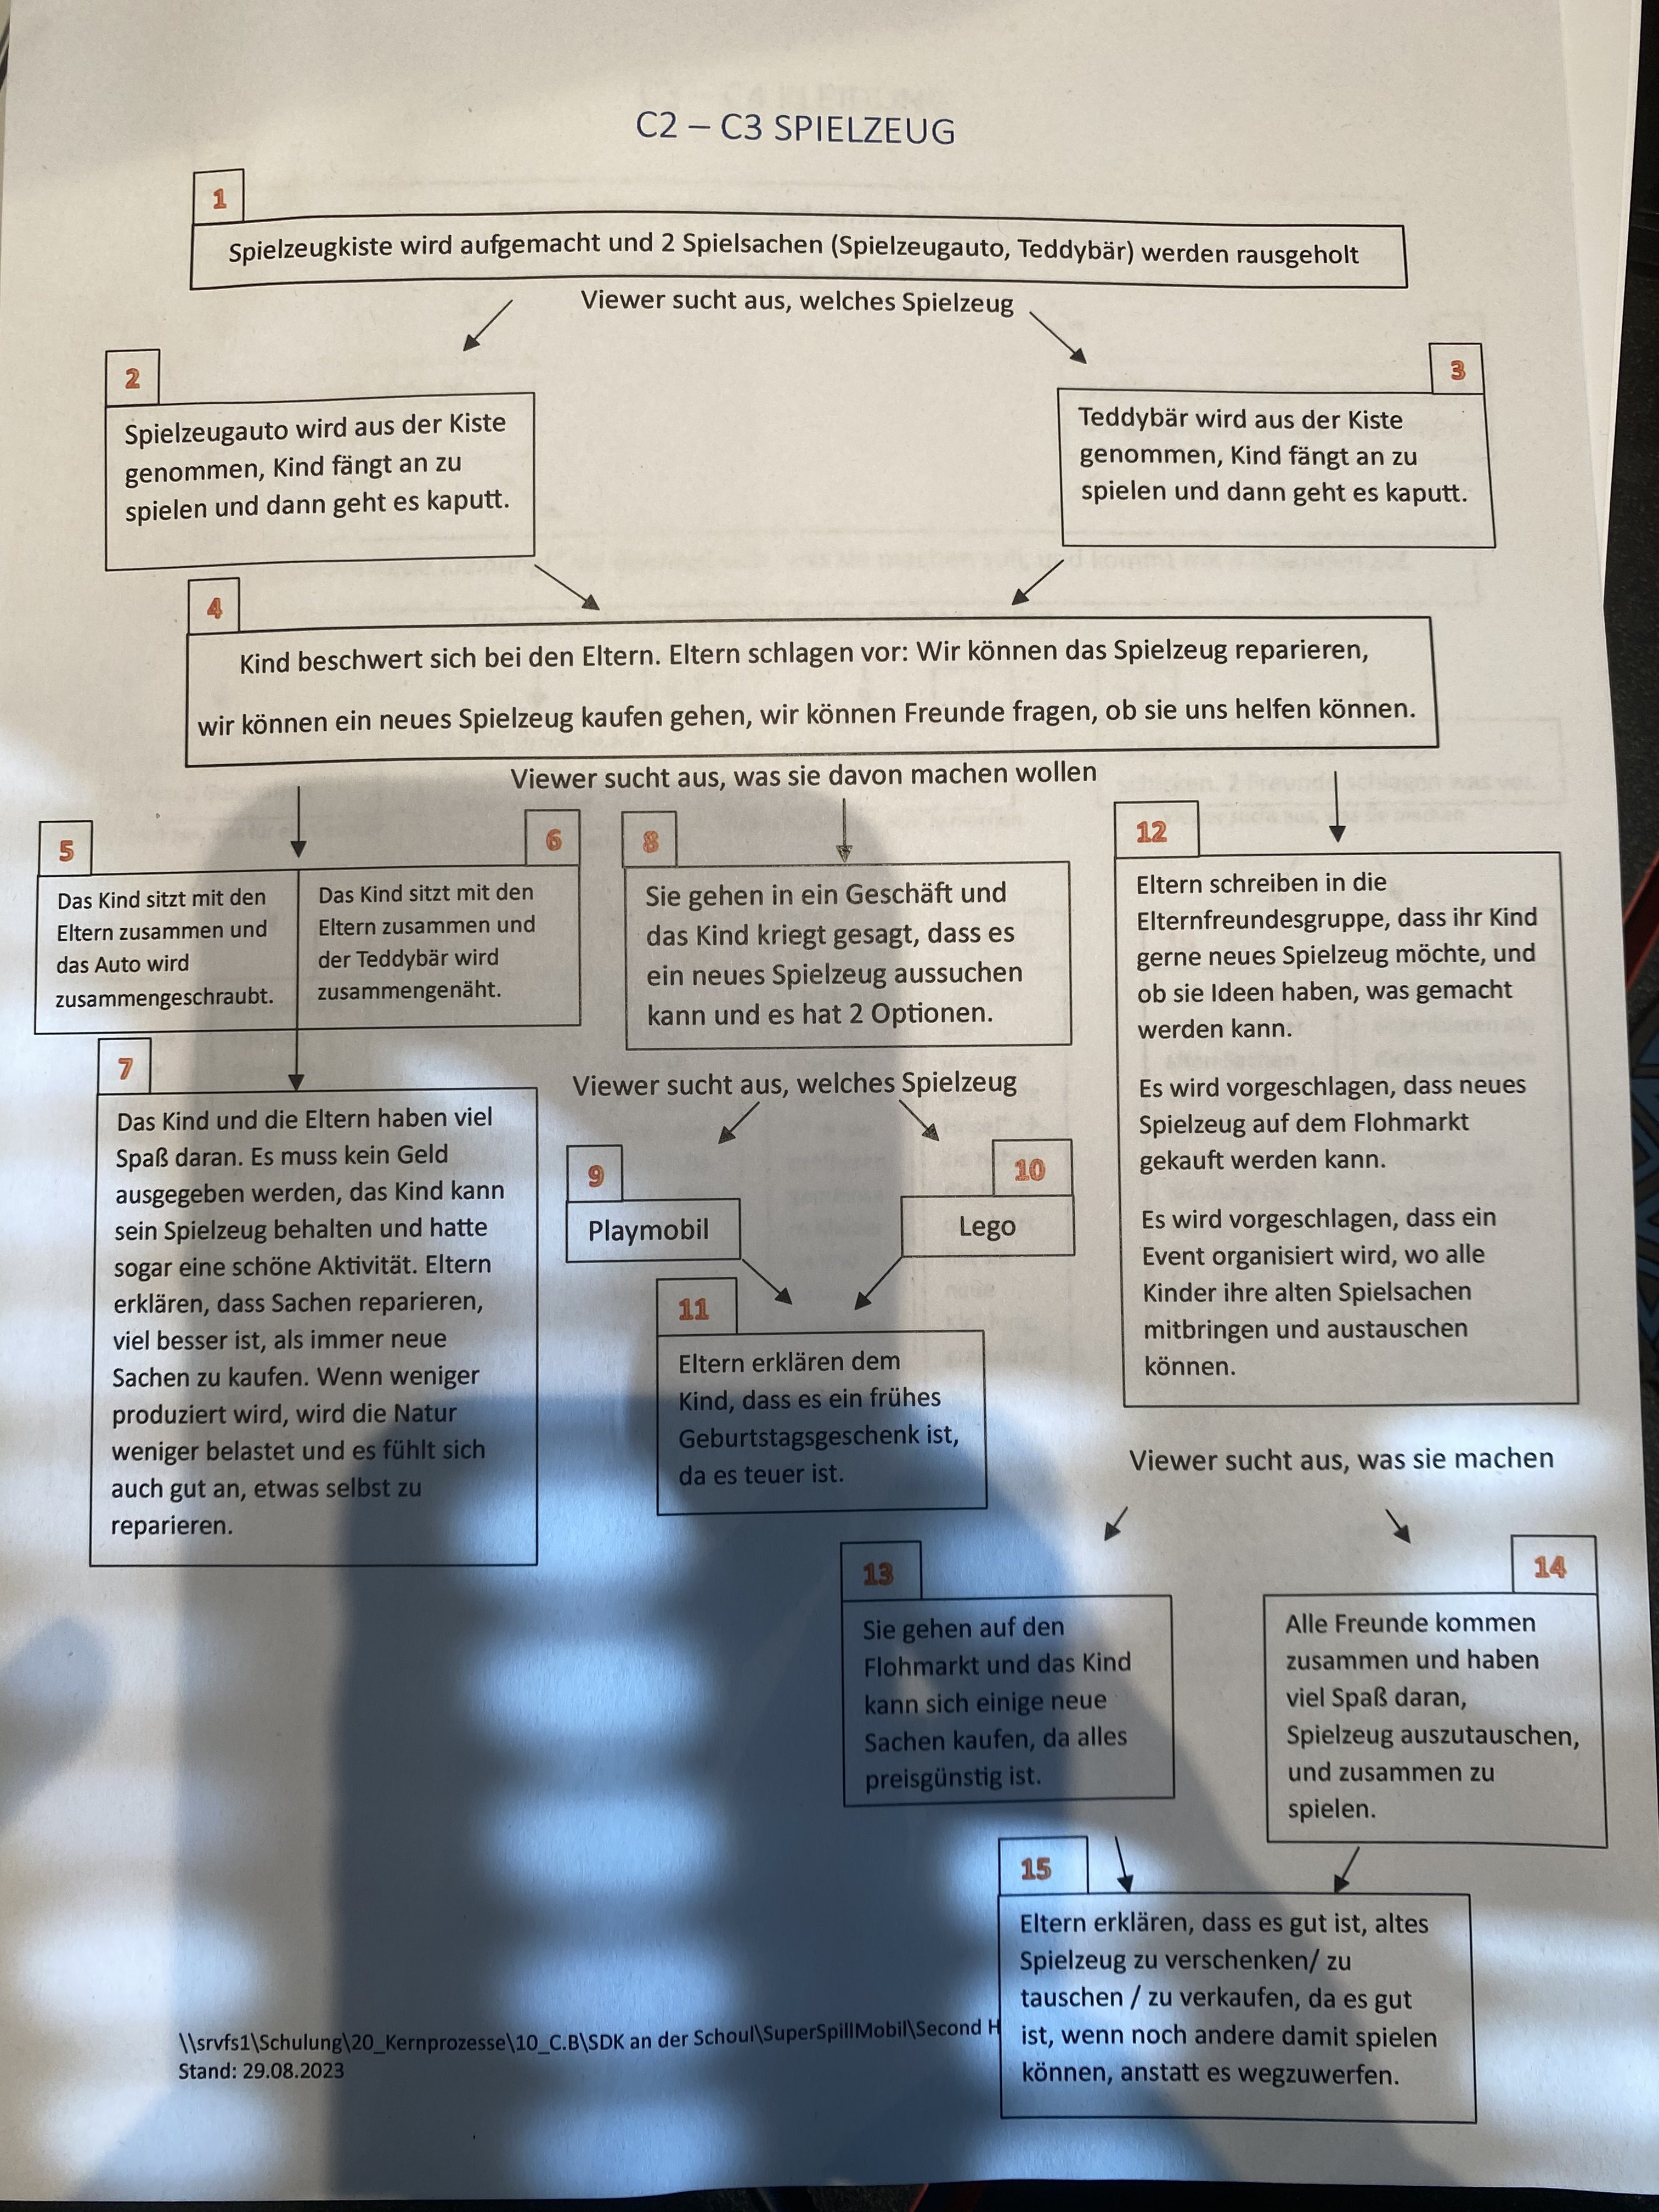 C2 – C3 SPIELZEUG
1
Spielzeugkiste wird aufgemacht und 2 Spielsachen (Spielzeugauto, Teddybär) werden rausgeholt
Viewer sucht aus, welches Spielzeug
2
Spielzeugauto wird aus der Kiste
genommen, Kind fängt an zu
spielen und dann geht es kaputt.
3
Teddybär wird aus der Kiste
genommen, Kind fängt an zu
spielen und dann geht es kaputt.
4
Kind beschwert sich bei den Eltern. Eltern schlagen vor: Wir können das Spielzeug reparieren,
wir können ein neues Spielzeug kaufen gehen, wir können Freunde fragen, ob sie uns helfen können.
Viewer sucht aus, was sie davon machen wollen
5
Das Kind sitzt mit den
Eltern zusammen und
das Auto wird
zusammengeschraubt.
6
Das Kind sitzt mit den
Eltern zusammen und
der Teddybär wird
zusammengenäht.
7
Das Kind und die Eltern haben viel
Spaß daran. Es muss kein Geld
ausgegeben werden, das Kind kann
sein Spielzeug behalten und hatte
sogar eine schöne Aktivität. Eltern
erklären, dass Sachen reparieren,
viel besser ist, als immer neue
Sachen zu kaufen. Wenn weniger
produziert wird, wird die Natur
weniger belastet und es fühlt sich
auch gut an, etwas selbst zu
reparieren.
8
Sie gehen in ein Geschäft und
das Kind kriegt gesagt, dass es
ein neues Spielzeug aussuchen
kann und es hat 2 Optionen.
Viewer sucht aus, welches Spielzeug
9
Playmobil
10
Lego
11
Eltern erklären dem
Kind, dass es ein frühes
Geburtstagsgeschenk ist,
da es teuer ist.
12
Eltern schreiben in die
Elternfreundesgruppe, dass ihr Kind
gerne neues Spielzeug möchte, und
ob sie Ideen haben, was gemacht
werden kann.
Es wird vorgeschlagen, dass neues
Spielzeug auf dem Flohmarkt
gekauft werden kann.
Es wird vorgeschlagen, dass ein
Event organisiert wird, wo alle
Kinder ihre alten Spielsachen
mitbringen und austauschen
können.
Viewer sucht aus, was sie machen
13
Sie gehen auf den
Flohmarkt und das Kind
kann sich einige neue
Sachen kaufen, da alles
preisgünstig ist.
14
Alle Freunde kommen
zusammen und haben
viel Spaß daran,
Spielzeug auszutauschen,
und zusammen zu
spielen.
15
Eltern erklären, dass es gut ist, altes
Spielzeug zu verschenken/ zu
tauschen / zu verkaufen, da es gut
ist, wenn noch andere damit spielen
können, anstatt es wegzuwerfen.
\\srvfs1\Schulung\20_Kernprozesse\10_C.B\SDK an der Schoul\SuperSpillMobil\Second H
Stand: 29.08.2023